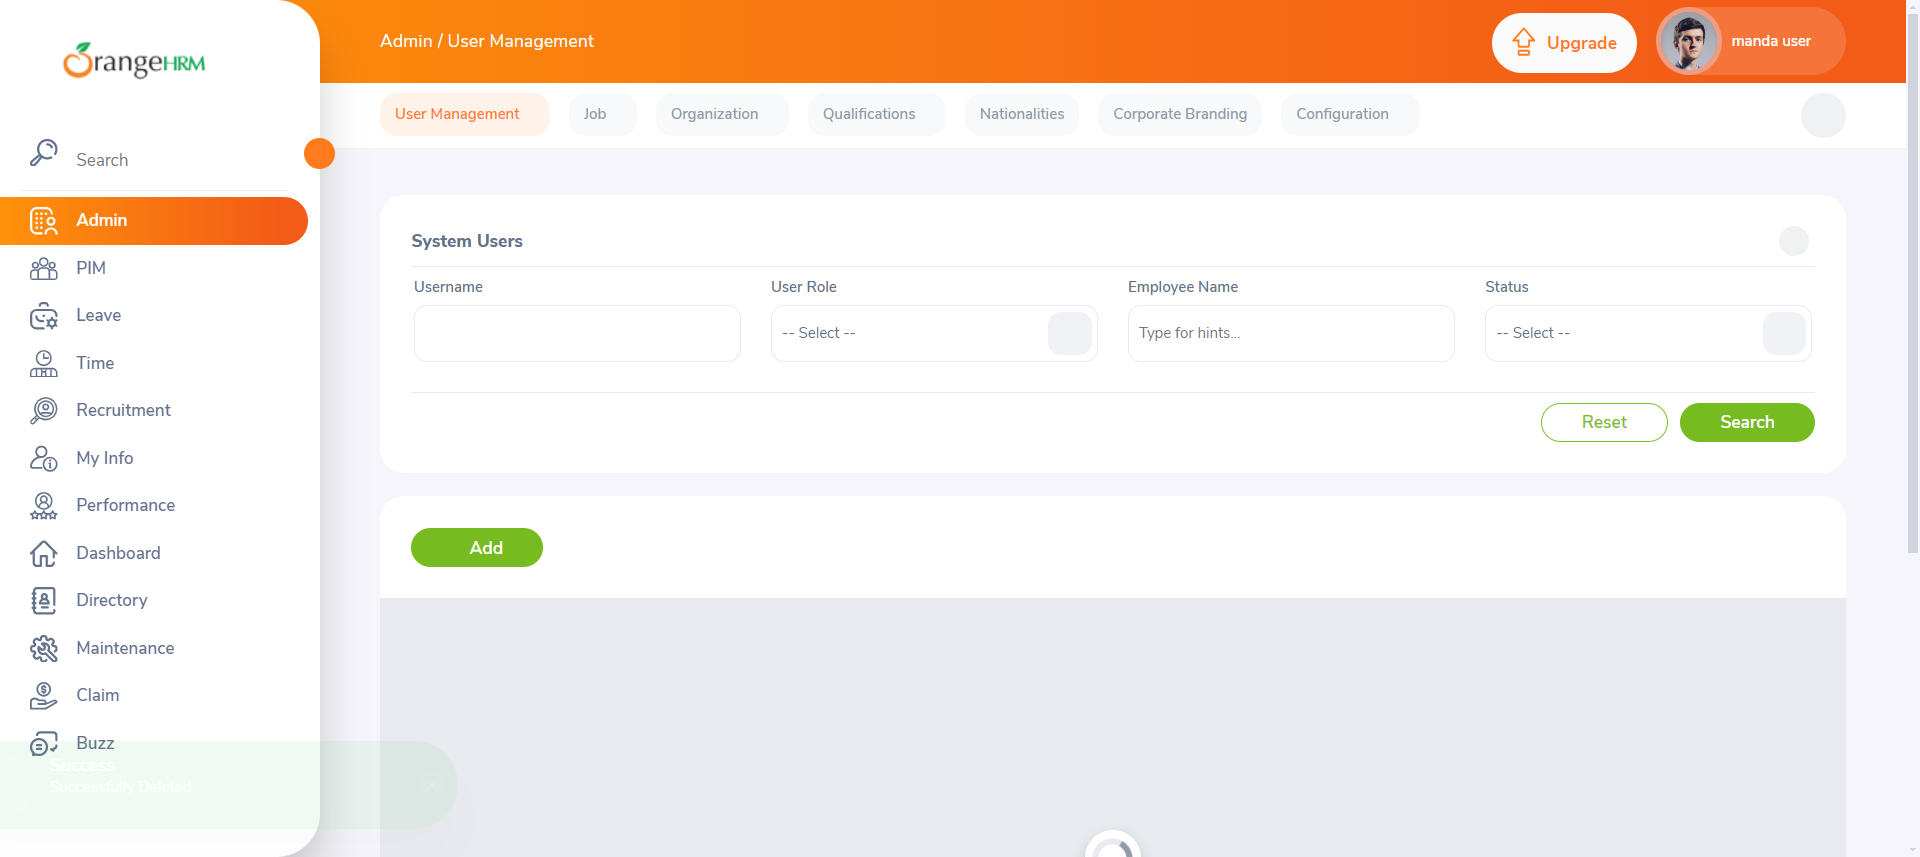 OrangeHRM
Admin / User Management
Upgrade
manda user
User Management
Job
Organization
Qualifications
Nationalities
Corporate Branding
Configuration
Search
Admin
PIM
Leave
Time
Recruitment
My Info
Performance
Dashboard
Directory
Maintenance
Claim
Buzz
System Users
Username
User Role
Employee Name
Status
-- Select --
Type for hints...
-- Select --
Reset
Search
Add
Success
Successfully Deleted